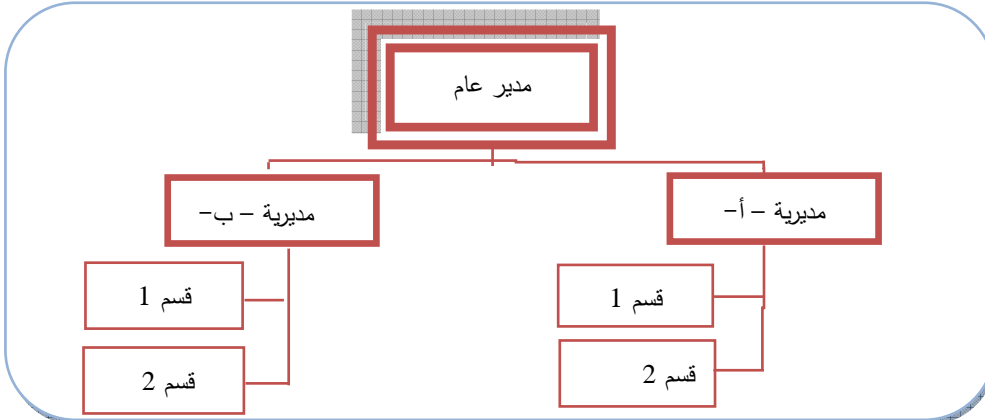 مدير عام
مديرية – أ-
مديرية – ب-
قسم 1
قسم 1
قسم 2
قسم 2